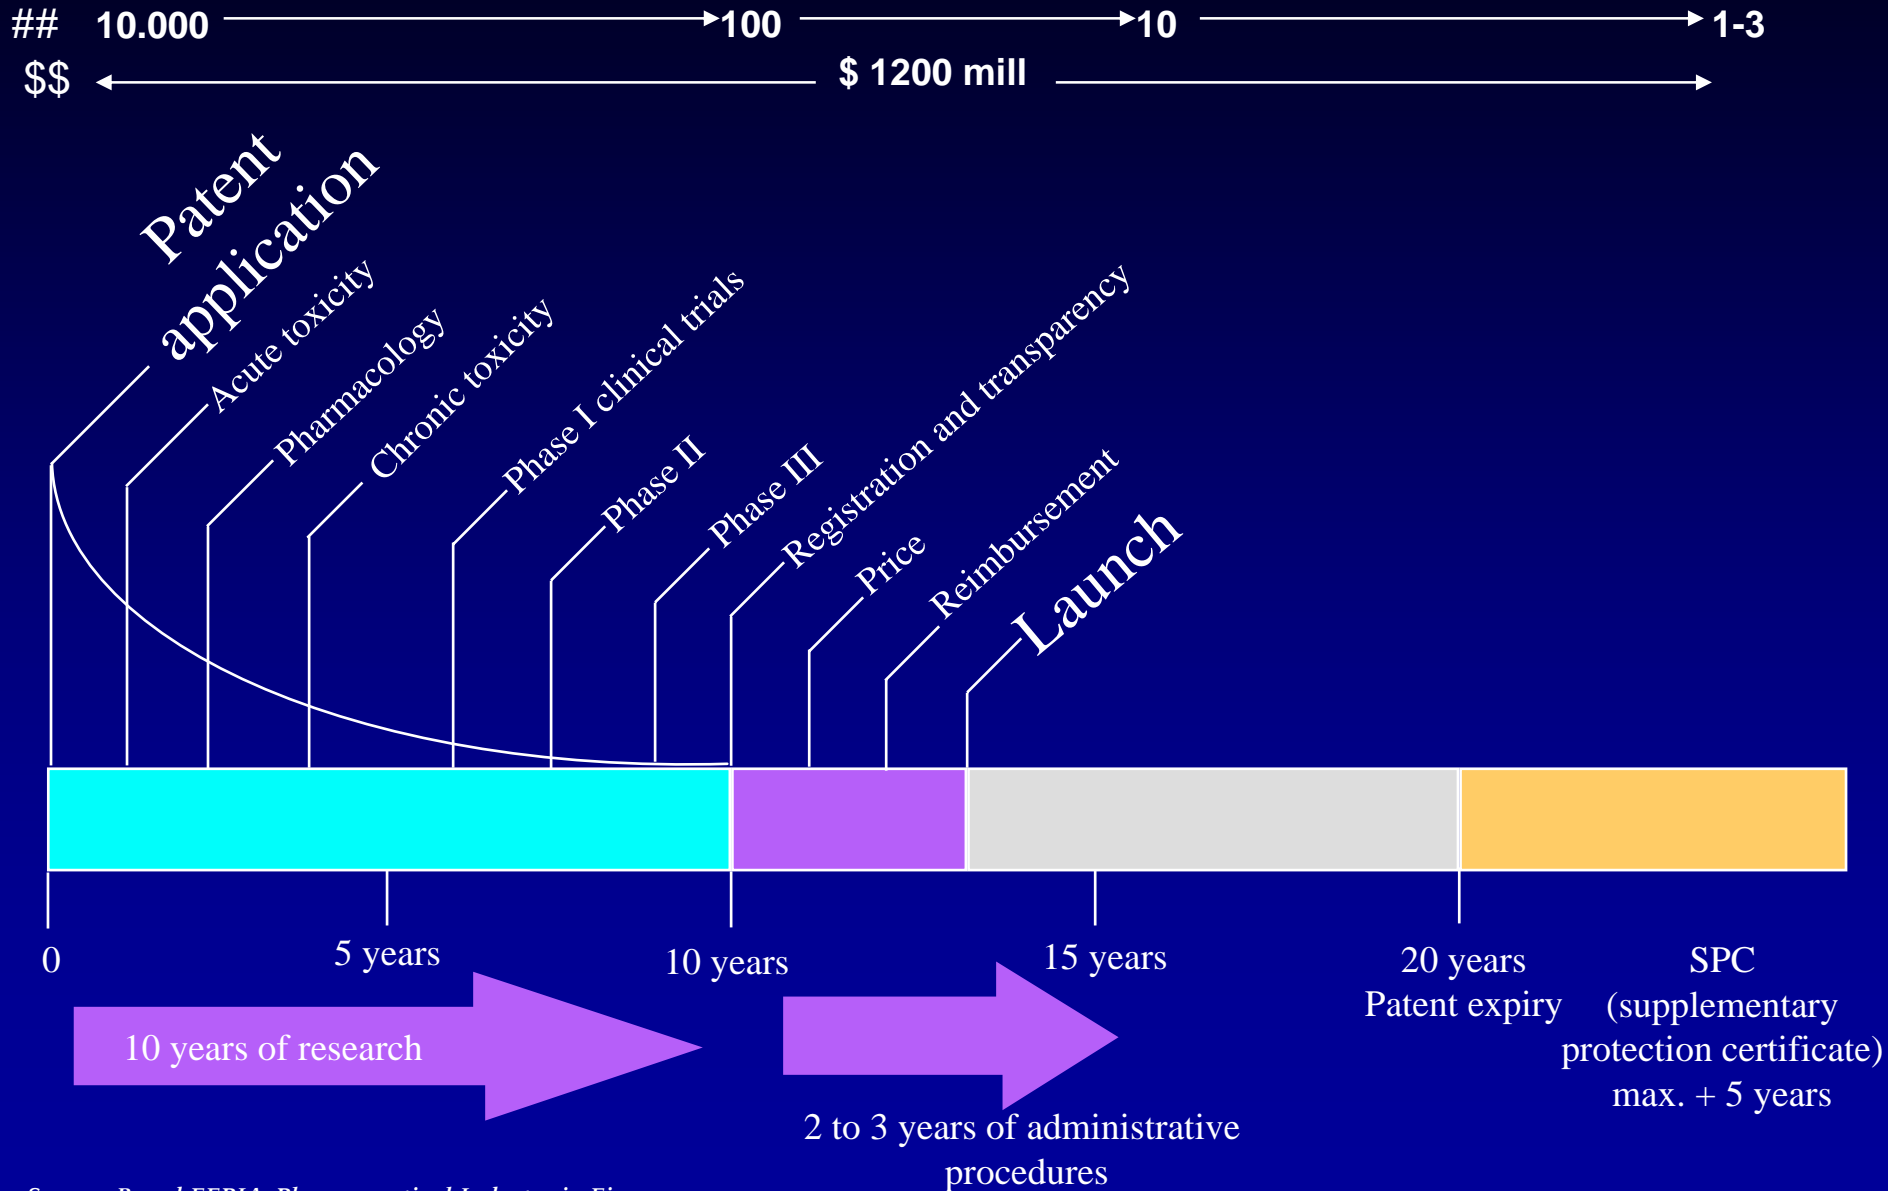 ## 10.000 100 10 1-3
$$ $ 1200 mill
Patent
application
Acute toxicity
Pharmacology
Chronic toxicity
Phase I clinical trials
Phase II
Phase III
Registration and transparency
Price
Reimbursement
Launch
0
5 years
10 years
15 years
20 years
Patent expiry
SPC
(supplementary
protection certificate)
max. + 5 years
10 years of research
2 to 3 years of administrative
procedures